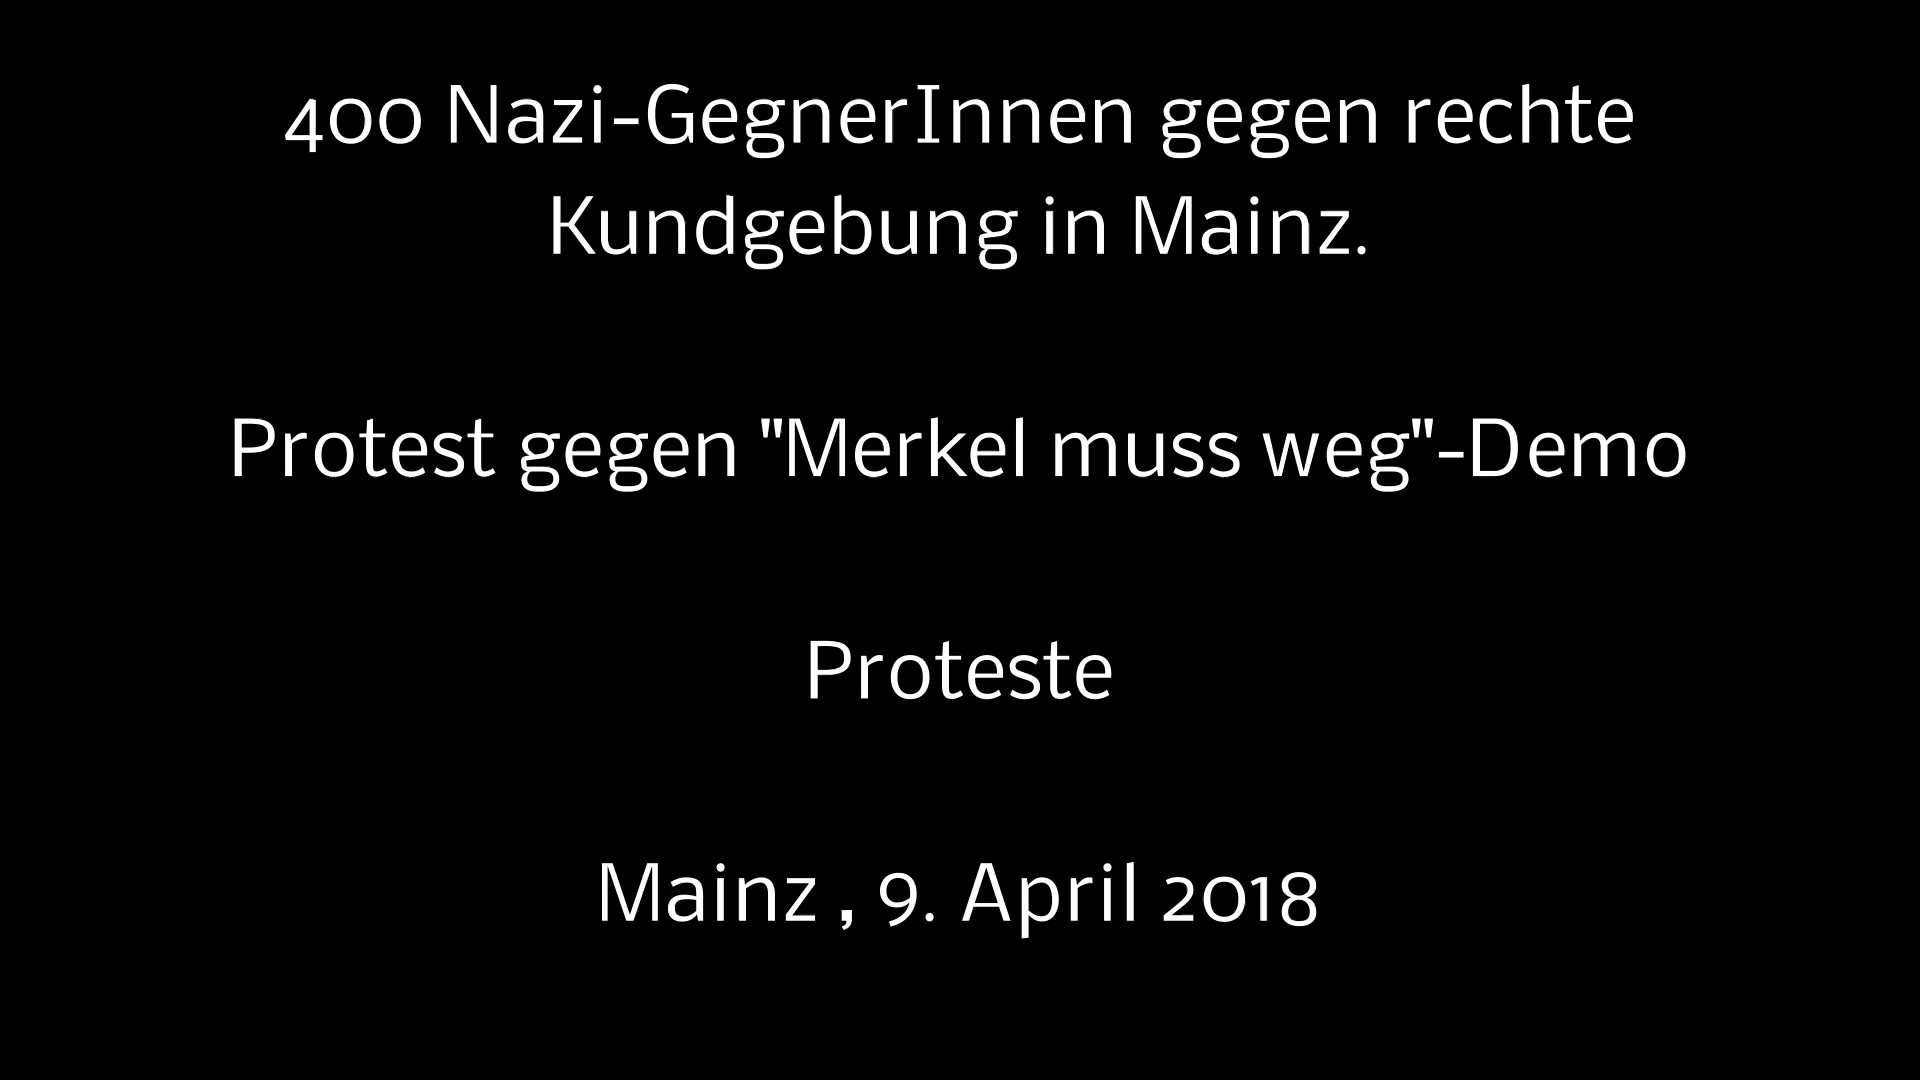 400 Nazi-GegnerInnen gegen rechte
Kundgebung in Mainz.
Protest gegen "Merkel muss weg"-Demo
Proteste
Mainz , 9. April 2018